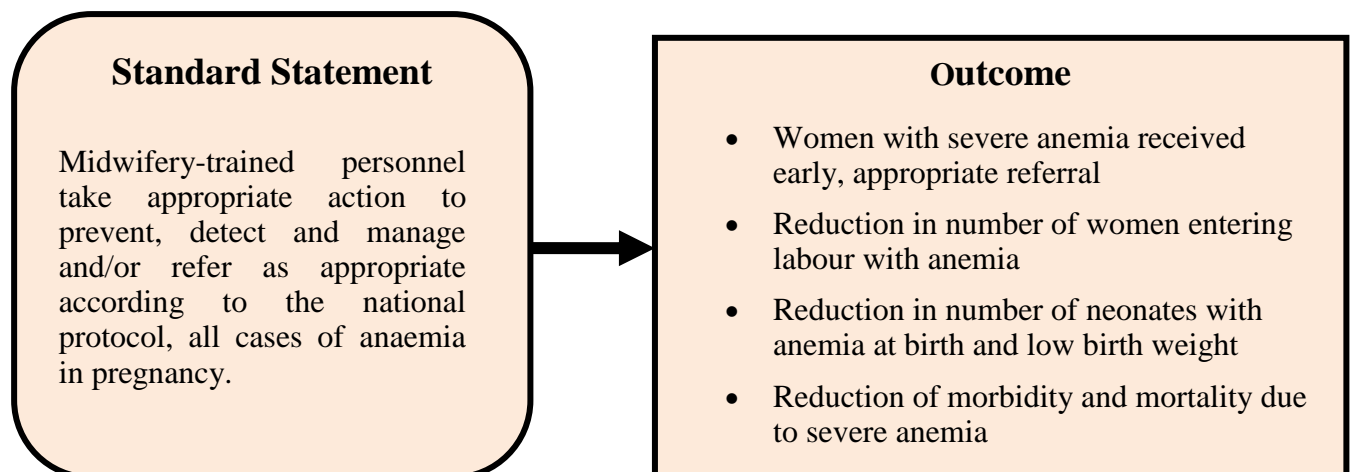 Standard Statement
Midwifery-trained personnel
take appropriate action to
prevent, detect and manage
and/or refer as appropriate
according to the national
protocol, all cases of anaemia
in pregnancy.
Outcome
• Women with severe anemia received
early, appropriate referral
• Reduction in number of women entering
labour with anemia
• Reduction in number of neonates with
anemia at birth and low birth weight
• Reduction of morbidity and mortality due
to severe anemia